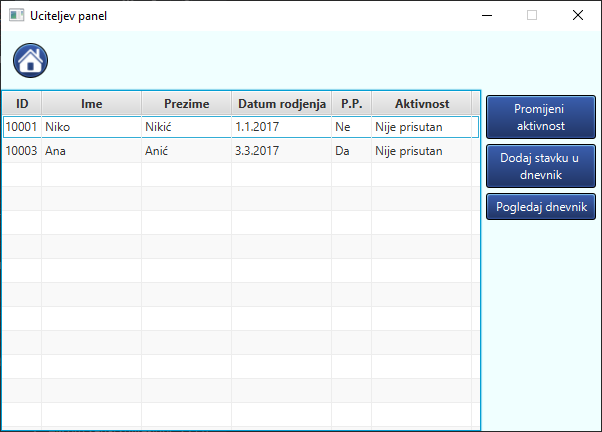 Uciteljev panel
ID Ime Prezime Datum rodjenja P.P. Aktivnost
10001 Niko Nikić 1.1.2017 Ne Nije prisutan
10003 Ana Anić 3.3.2017 Da Nije prisutan
Promijeni
aktivnost
Dodaj stavku u
dnevnik
Pogledaj dnevnik